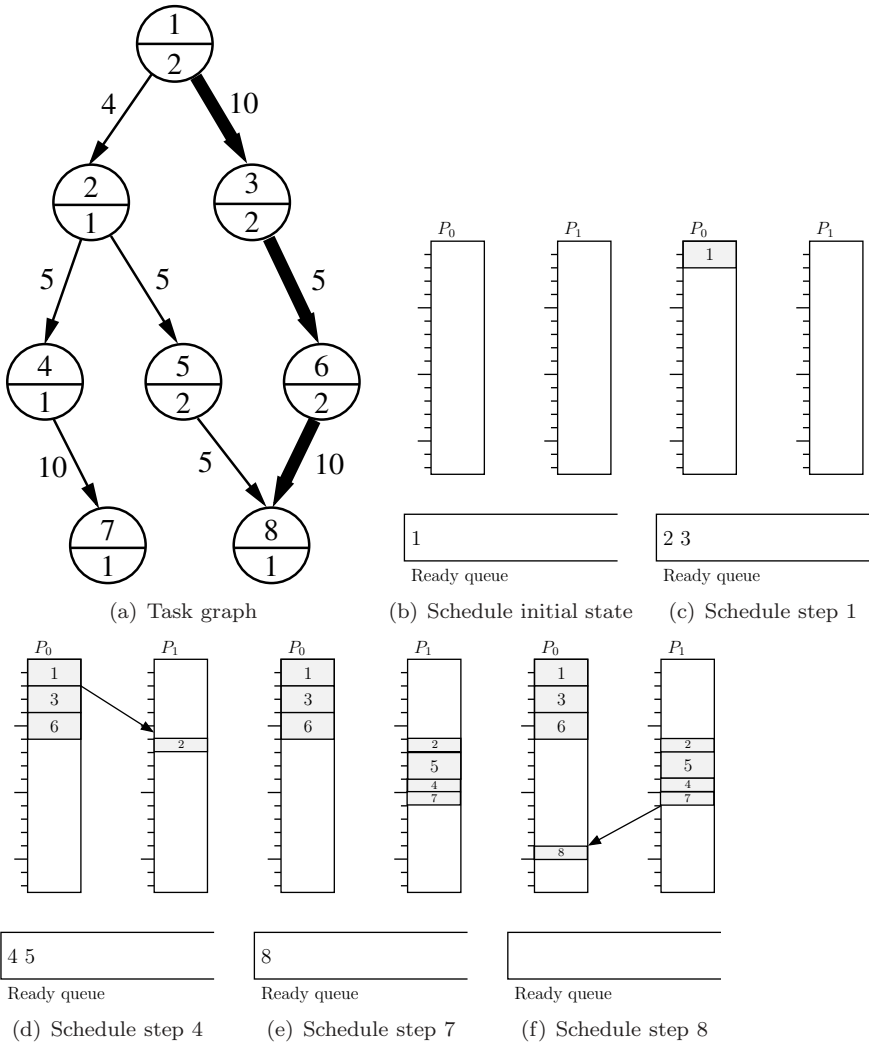 1
2
4
10
2
1
3
2
5
5
5
4
1
5
2
6
2
10
5
10
7
1
8
1
(a) Task graph
P0
P1
1
Ready queue
(b) Schedule initial state
P0
P1
1
2 3
Ready queue
(c) Schedule step 1
P0
P1
1
3
6
2
4 5
Ready queue
(d) Schedule step 4
P0
P1
1
3
6
2
5
4
7
8
Ready queue
(e) Schedule step 7
P0
P1
1
3
6
2
5
4
7
8
Ready queue
(f) Schedule step 8